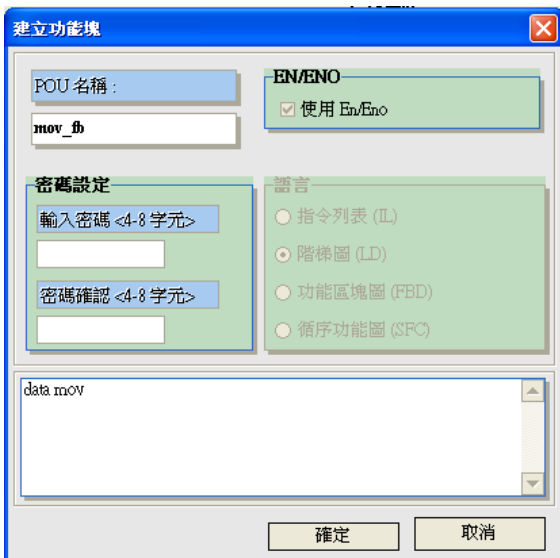 建立功能塊
POU 名稱 :
mov_fb
EN/ENO
使用 En/Eno
密碼設定
輸入密碼 <4-8 字元>
密碼確認 <4-8 字元>
語言
指令列表 (IL)
階梯圖 (LD)
功能區塊圖 (FBD)
循序功能圖 (SFC)
data mov
確定
取消